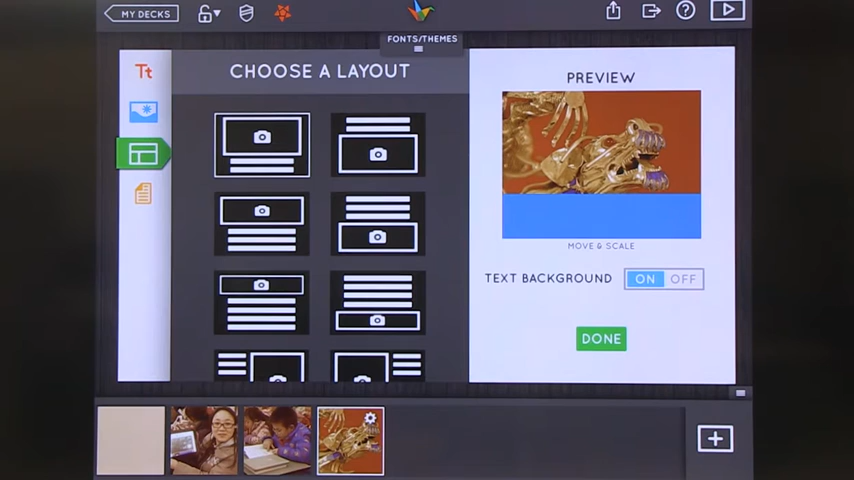 MY DECKS
FONTS/THEMES
Tt
CHOOSE A LAYOUT
PREVIEW
MOVE & SCALE
TEXT BACKGROUND
ON OFF
DONE